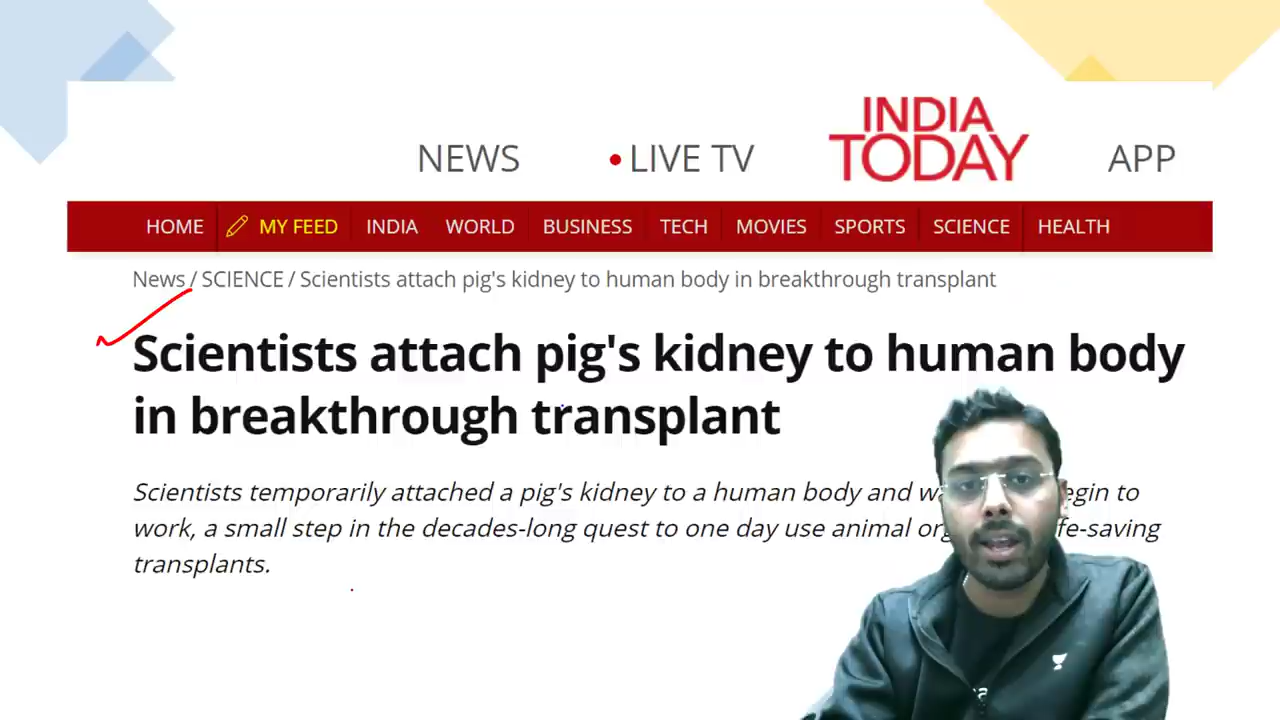 NEWS
LIVE TV
INDIA
TODAY
APP
HOME MY FEED INDIA WORLD BUSINESS TECH MOVIES SPORTS SCIENCE HEALTH
News / SCIENCE / Scientists attach pig's kidney to human body in breakthrough transplant
Scientists attach pig's kidney to human body
in breakthrough transplant
Scientists temporarily attached a pig's kidney to a human body and to
work, a small step in the decades-long quest to one day use animal
transplants.